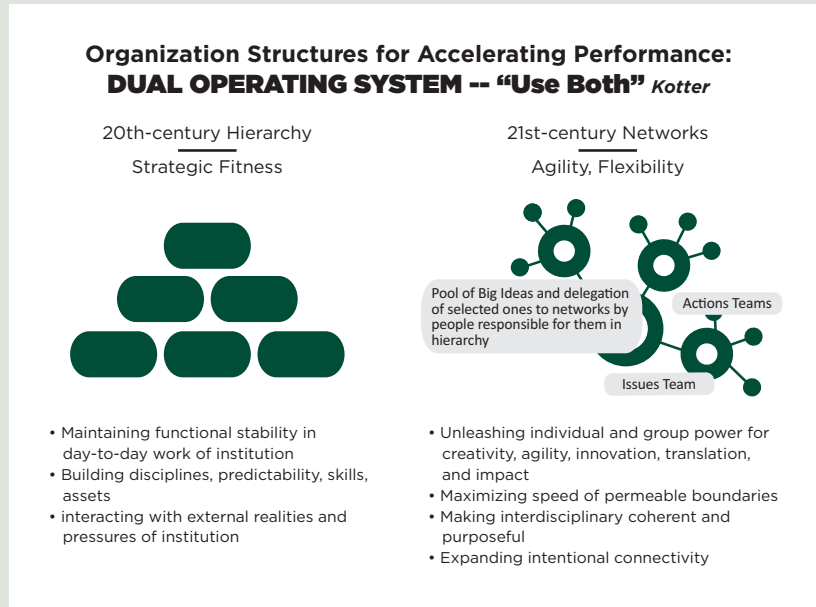 Organization Structures for Accelerating Performance:
DUAL OPERATING SYSTEM -- “Use Both” Kotter
20th-century Hierarchy
Strategic Fitness
• Maintaining functional stability in
day-to-day work of institution
• Building disciplines, predictability, skills,
assets
• interacting with external realities and
pressures of institution
21st-century Networks
Agility, Flexibility
Pool of Big Ideas and delegation
of selected ones to networks by
people responsible for them in
hierarchy
Actions Teams
Issues Team
• Unleashing individual and group power for
creativity, agility, innovation, translation,
and impact
• Maximizing speed of permeable boundaries
• Making interdisciplinary coherent and
purposeful
• Expanding intentional connectivity